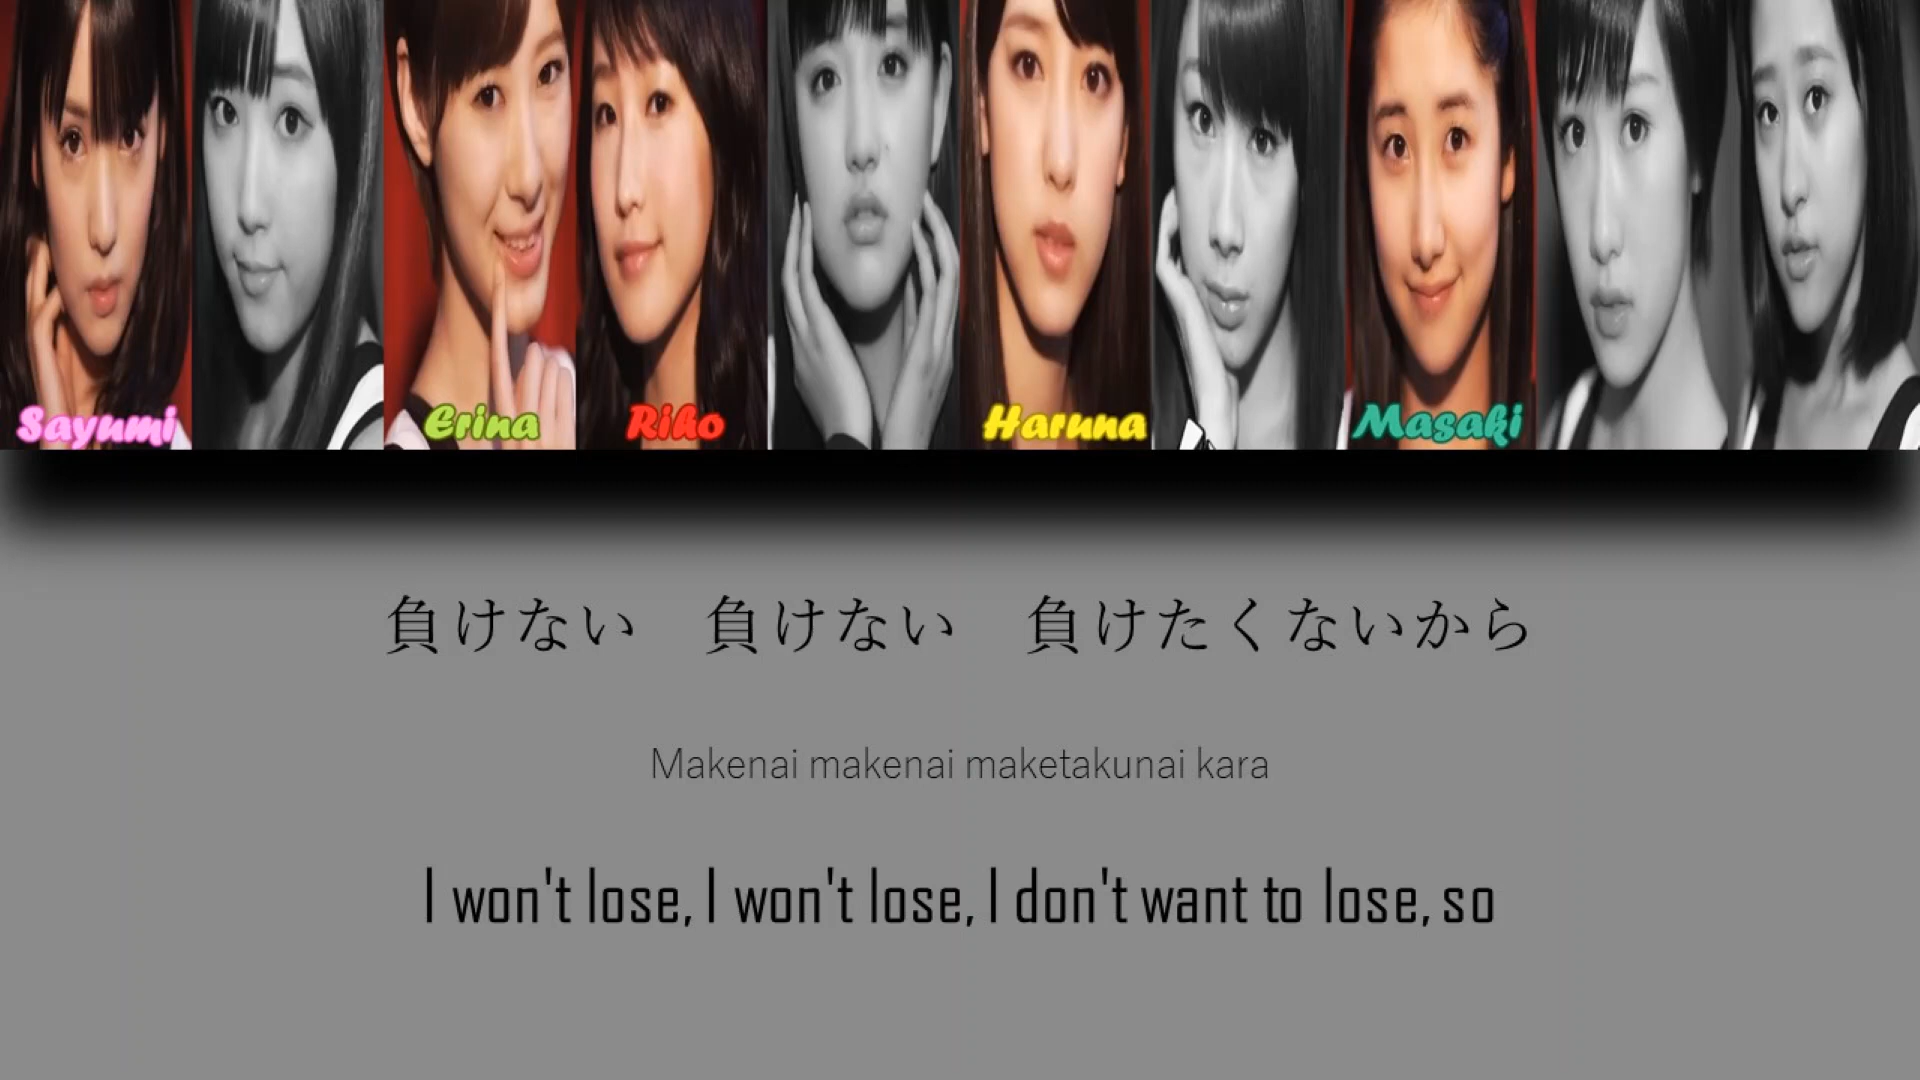 Sayumi Erina Riho Haruna Masaki
負けない　負けない　負けたくないから
Makenai makenai maketakunai kara
I won't lose, I won't lose, I don't want to lose, so